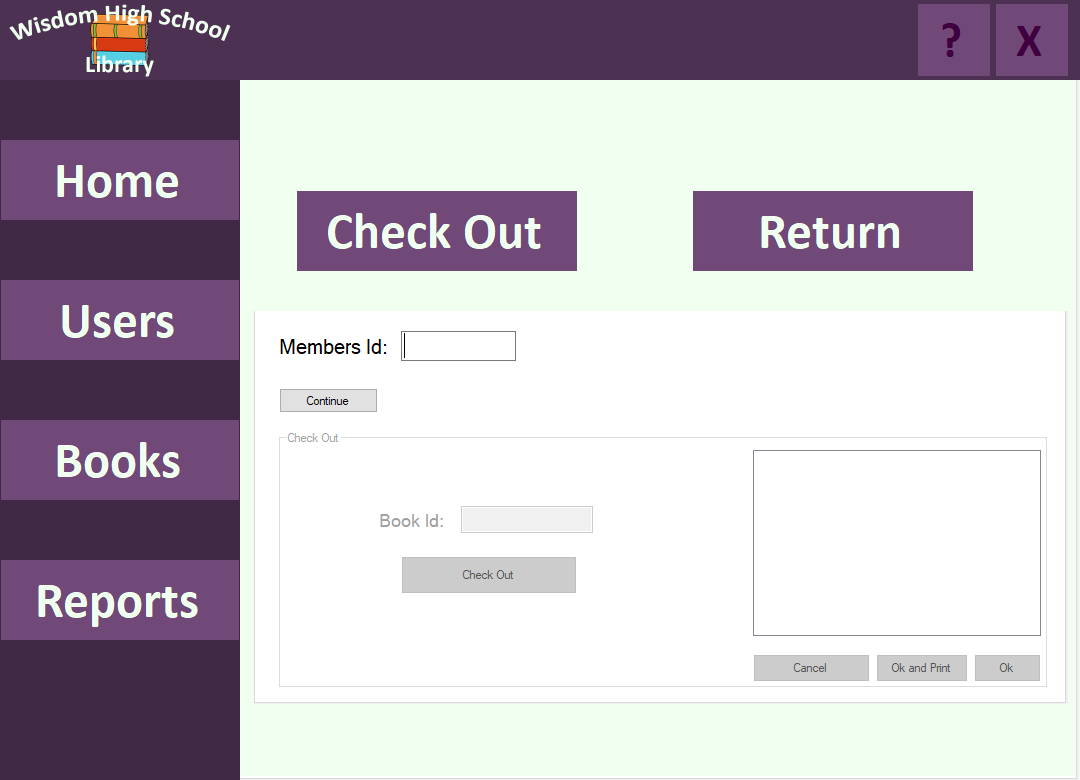 Wisdom High School
Library
?
X
Home
Users
Books
Reports
Check Out
Return
Members Id:
Continue
Check Out
Book Id:
Check Out
Cancel
Ok and Print
Ok